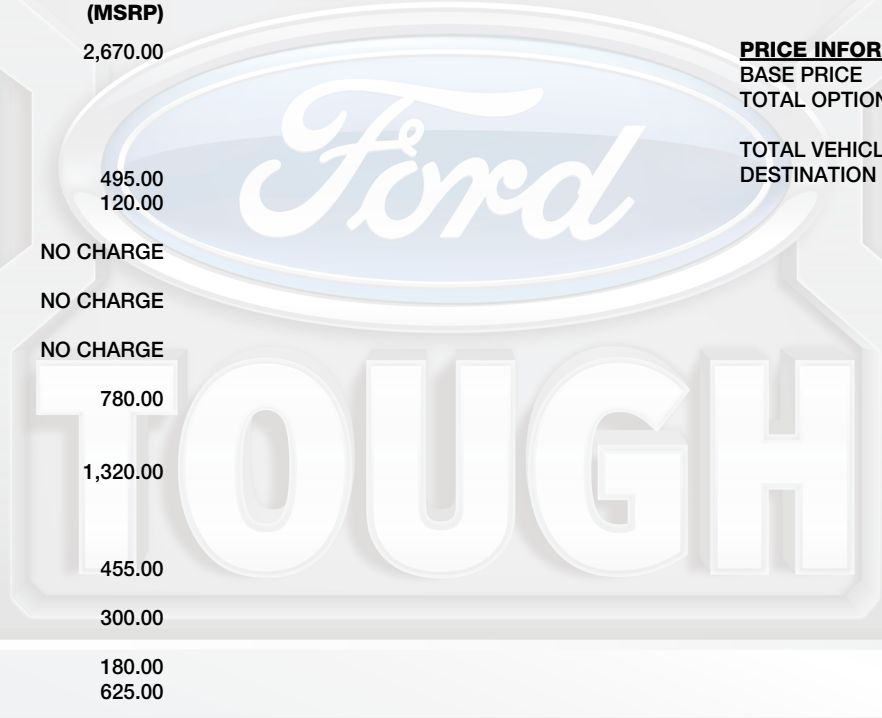 (MSRP)
2,670.00
495.00
120.00
NO CHARGE
NO CHARGE
NO CHARGE
780.00
1,320.00
455.00
300.00
180.00
625.00
PRICE INFOR
BASE PRICE
TOTAL OPTION
TOTAL VEHICL
DESTINATION
Ford
TOUGH